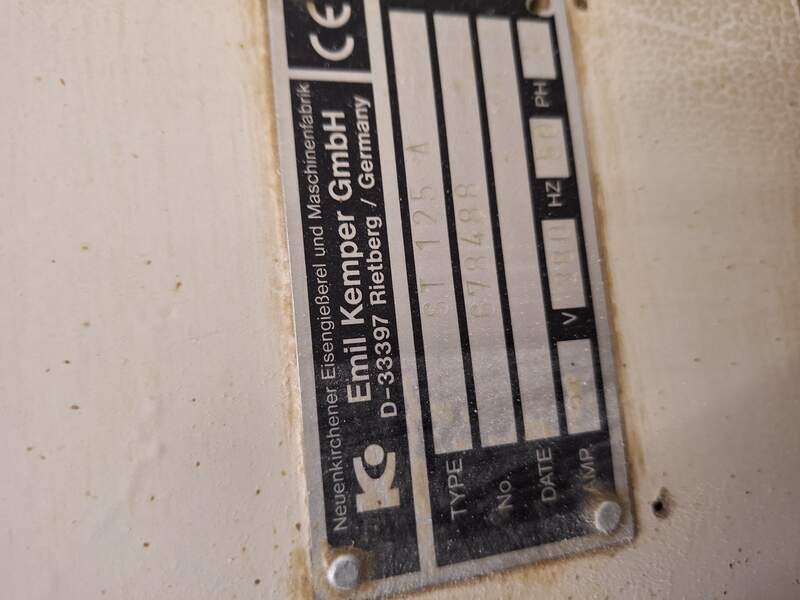 CE
Neuenkirchener Eisengießerei und Maschinenfabrik
Emil Kemper GmbH
D-33397 Rietberg / Germany
TYPE ST 125 A
No. 678488
DATE
AMP. V 380 HZ 50 PH